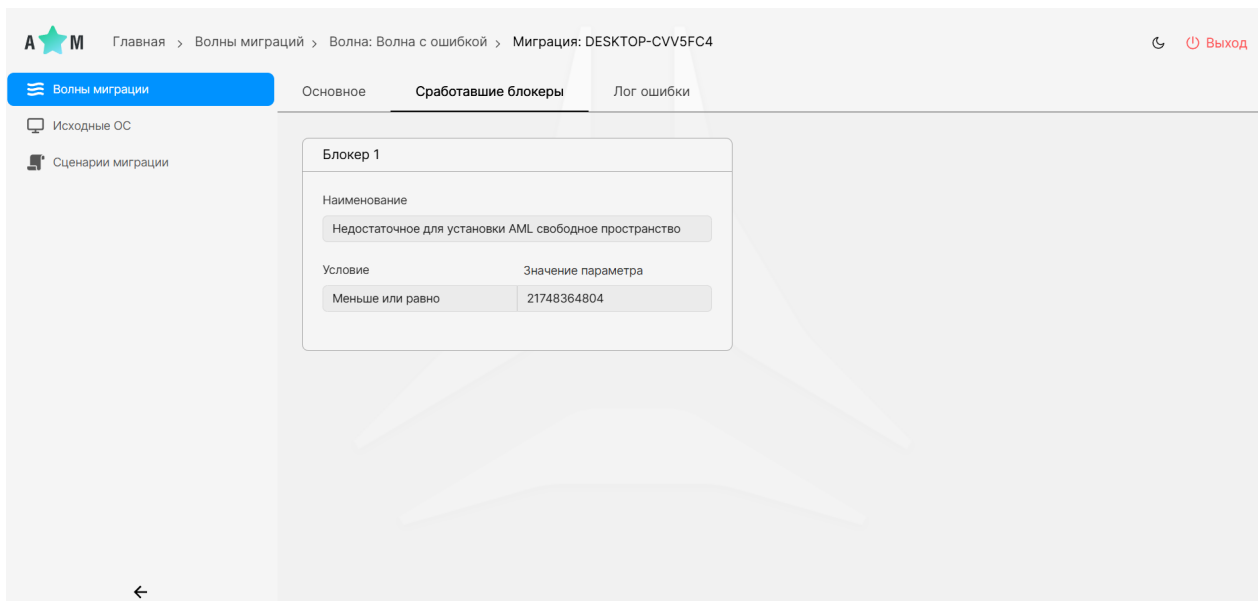 А М Главная > Волны миграций > Волна: Волна с ошибкой > Миграция: DESKTOP-CVV5FC4 Выход
Волны миграции
Основное Сработавшие блокеры Лог ошибки
Исходные ОС
Сценарии миграции
Блокер 1
Наименование
Недостаточное для установки AML свободное пространство
Условие Значение параметра
Меньше или равно 21748364804